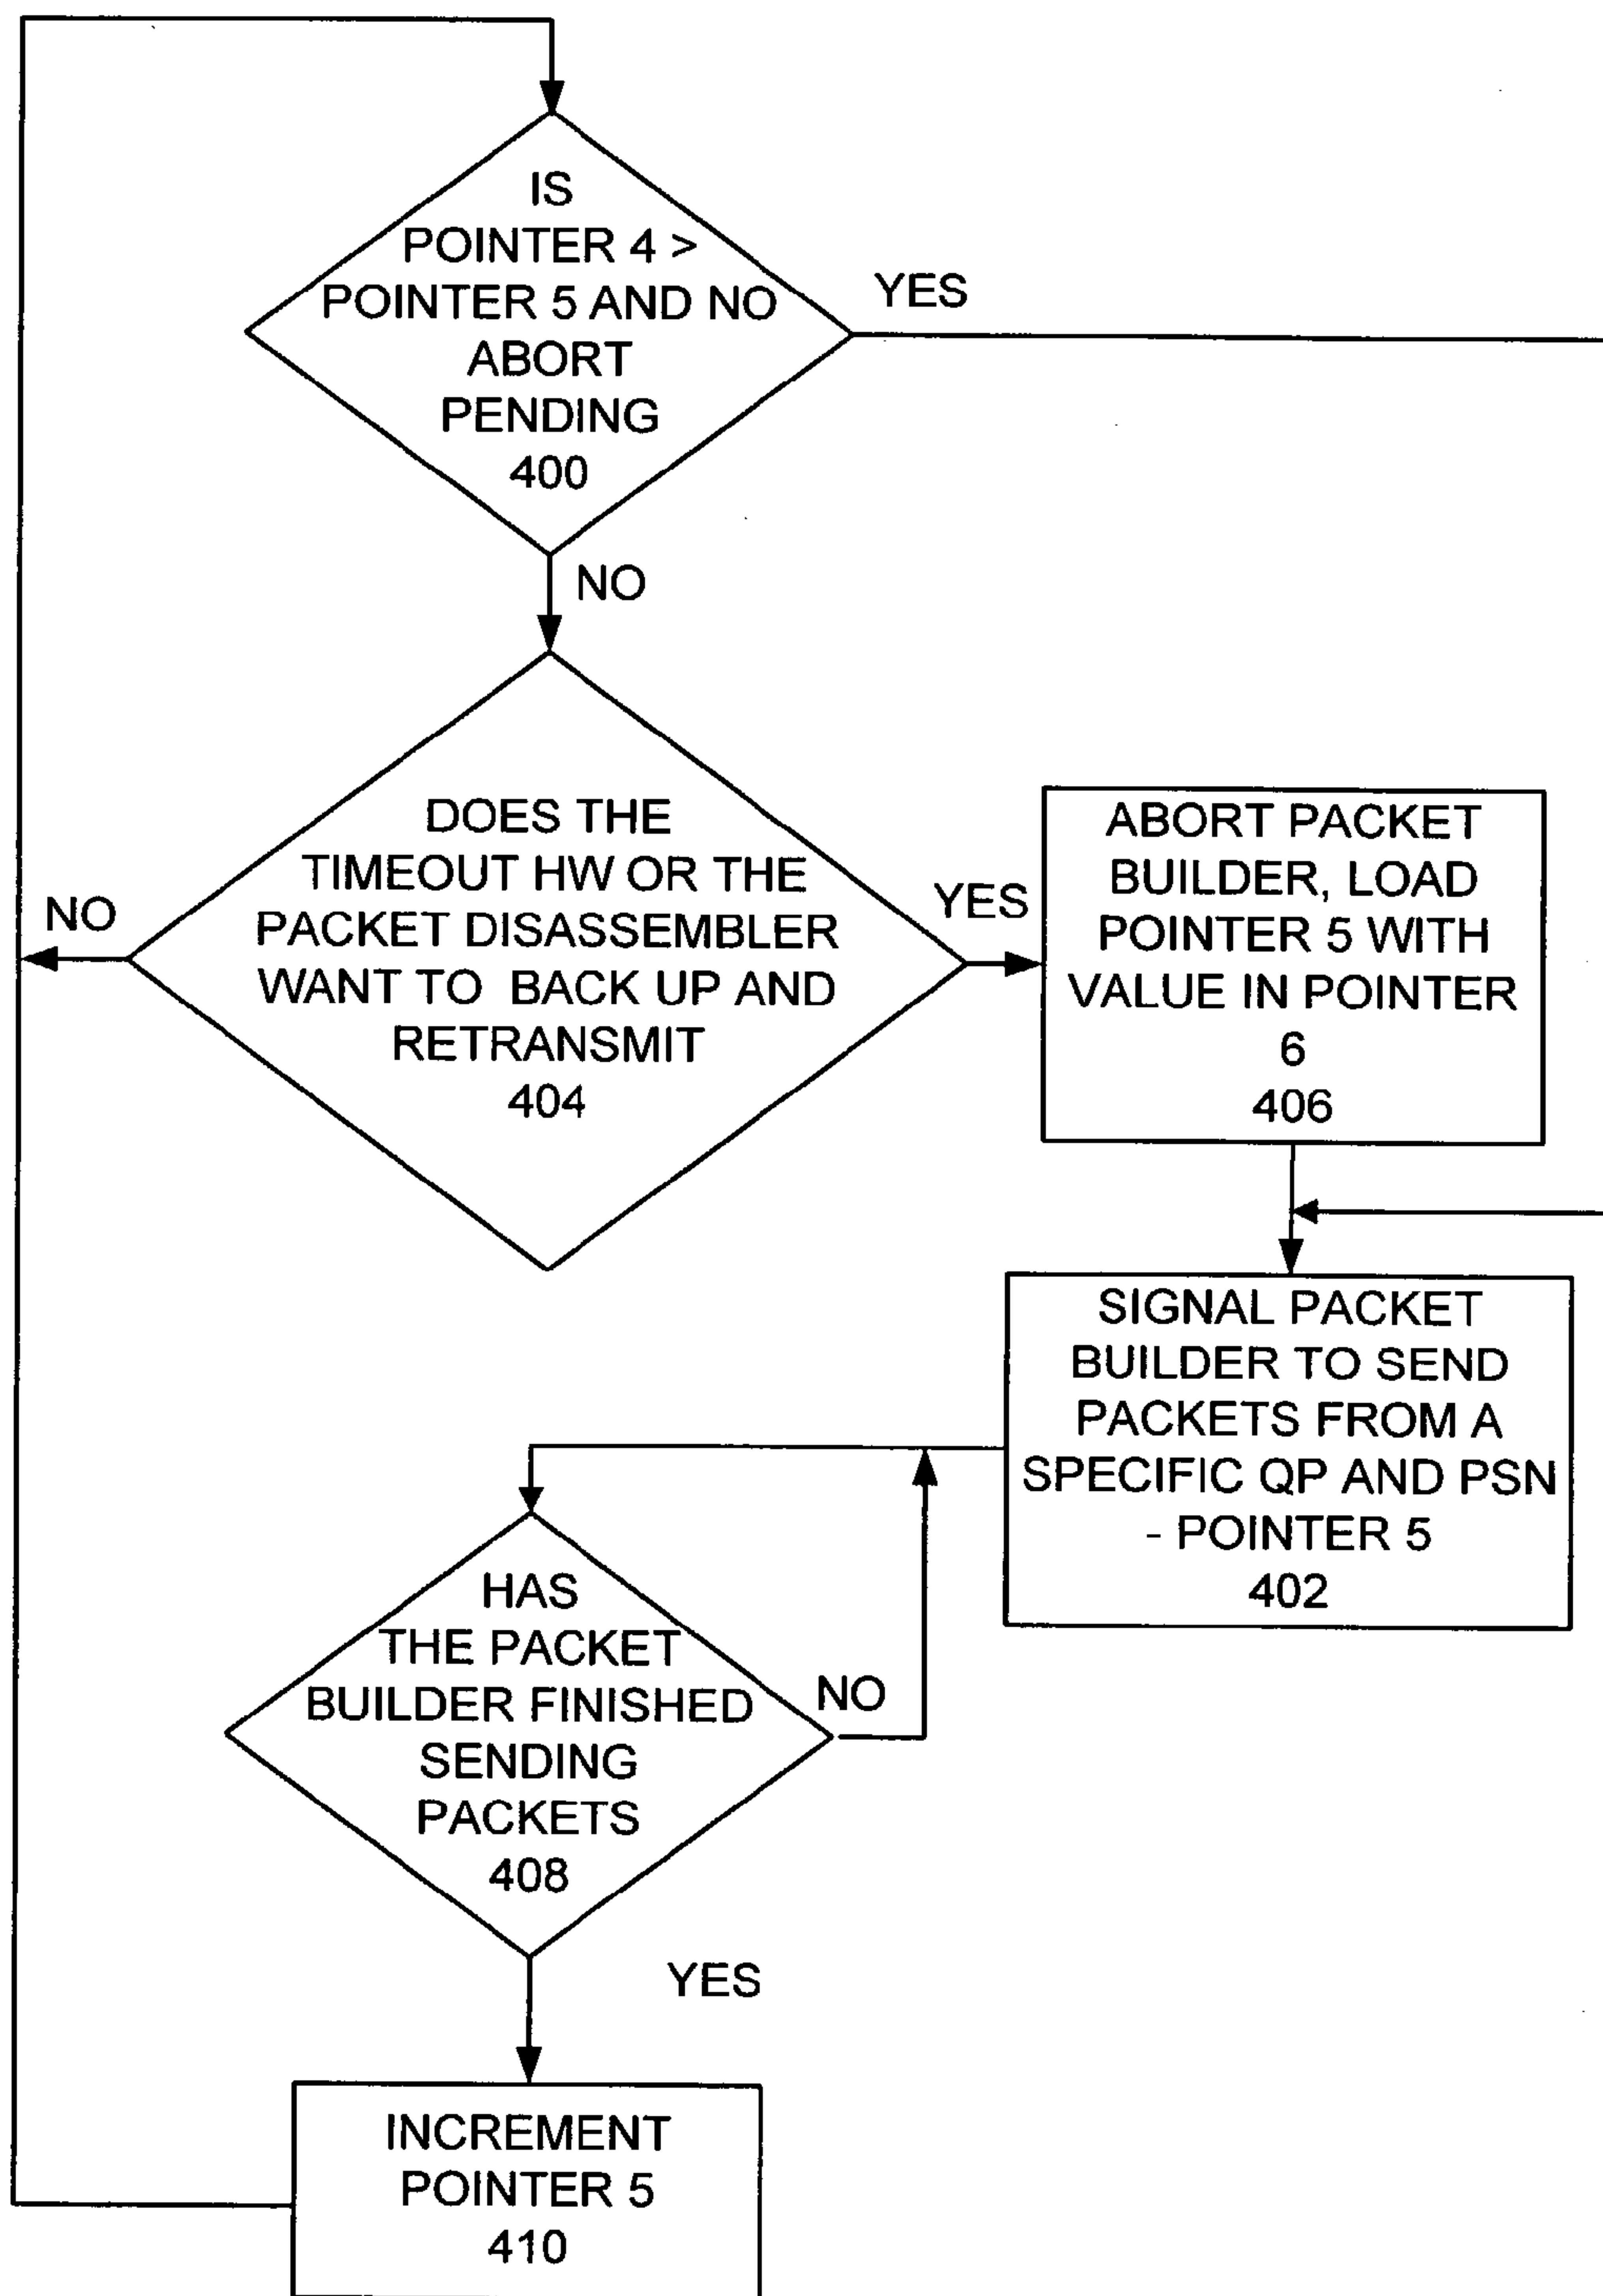 IS
POINTER 4 >
POINTER 5 AND NO
ABORT
PENDING
400
YES
NO
DOES THE
TIMEOUT HW OR THE
PACKET DISASSEMBLER
WANT TO BACK UP AND
RETRANSMIT
404
NO
YES
ABORT PACKET
BUILDER, LOAD
POINTER 5 WITH
VALUE IN POINTER
6
406
SIGNAL PACKET
BUILDER TO SEND
PACKETS FROM A
SPECIFIC QP AND PSN
- POINTER 5
402
HAS
THE PACKET
BUILDER FINISHED
SENDING
PACKETS
408
NO
YES
INCREMENT
POINTER 5
410